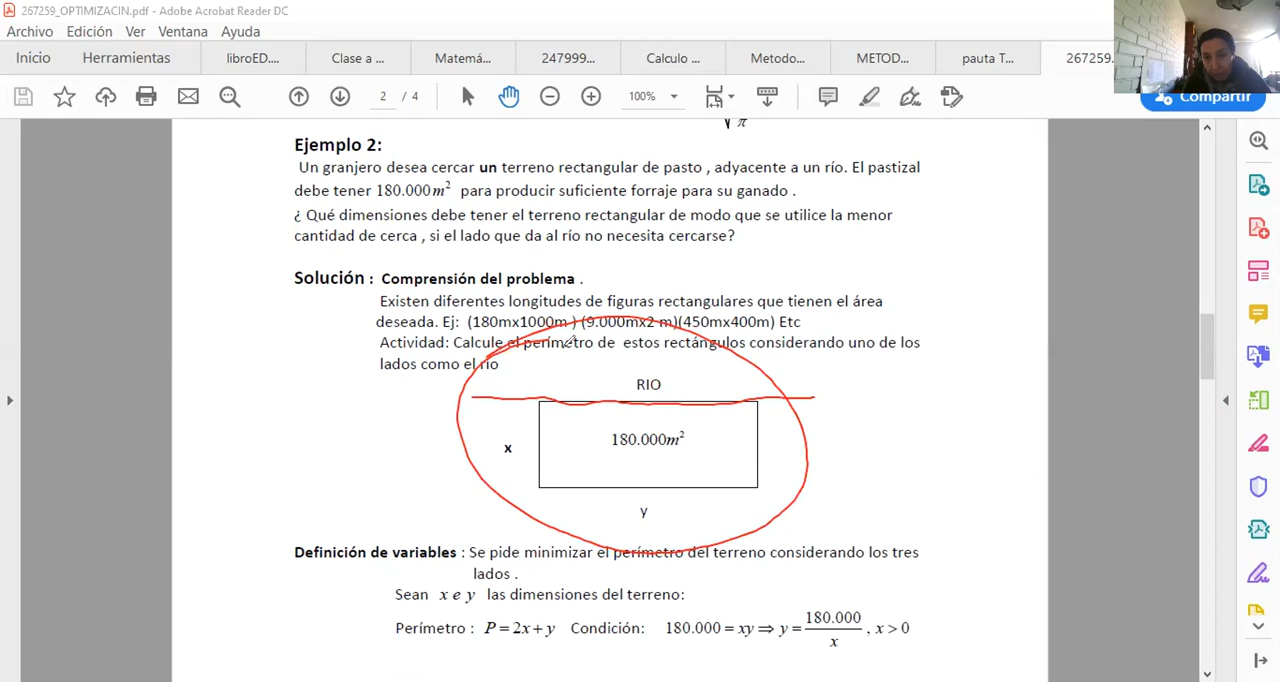 267259_OPTIMIZACIN.pdf - Adobe Acrobat Reader DC
Archivo Edición Ver Ventana Ayuda
Inicio Herramientas libroED.... Clase a ... Matemá... 247999... Calculo ... Metodo... METOD... pauta T... 267259.
2 / 4 100% Compartir
√π
Ejemplo 2:
Un granjero desea cercar un terreno rectangular de pasto , adyacente a un río. El pastizal
debe tener 180.000 m² para producir suficiente forraje para su ganado .
¿ Qué dimensiones debe tener el terreno rectangular de modo que se utilice la menor
cantidad de cerca , si el lado que da al río no necesita cercarse?
Solución : Comprensión del problema .
Existen diferentes longitudes de figuras rectangulares que tienen el área
deseada. Ej: (180mx1000m ) (9.000mx2 m)(450mx400m) Etc
Actividad: Calcule el perímetro de estos rectángulos considerando uno de los
lados como el rio
RIO
180.000m²
x
y
Definición de variables : Se pide minimizar el perímetro del terreno considerando los tres
lados .
Sean x e y las dimensiones del terreno:
Perímetro : P = 2x + y Condición: 180.000 = xy ⇒ y = 180.000/x , x > 0